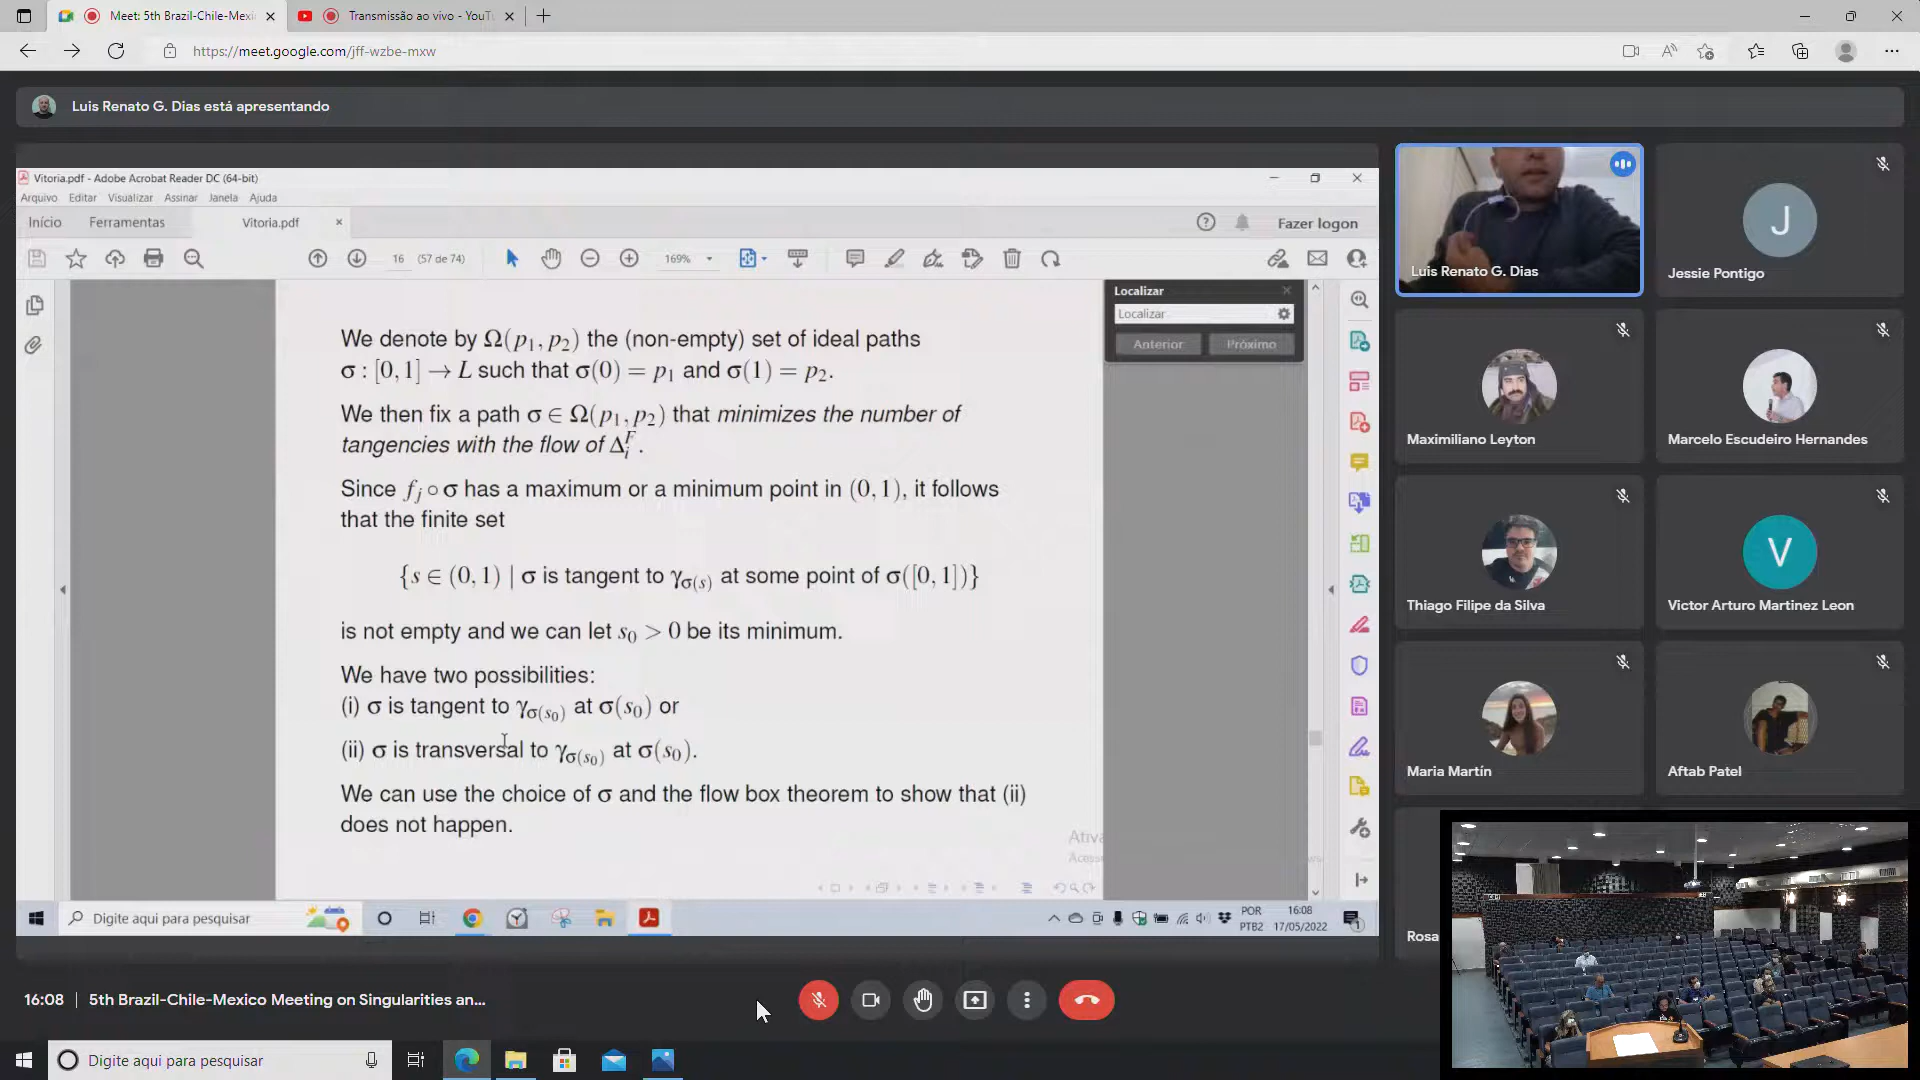 Meet: 5th Brazil-Chile-Mexi
Transmissão ao vivo - YouT
https://meet.google.com/jff-wzbe-mxw
Luis Renato G. Dias está apresentando
Vitoria.pdf - Adobe Acrobat Reader DC (64-bit)
Arquivo Editar Visualizar Assinar Janela Ajuda
Início Ferramentas Vitoria.pdf Fazer logon
16 (57 de 74) 169%
Localizar
Localizar
Anterior Próximo
We denote by Ω(p₁, p₂) the (non-empty) set of ideal paths
σ : [0, 1] → L such that σ(0) = p₁ and σ(1) = p₂.
We then fix a path σ ∈ Ω(p₁, p₂) that minimizes the number of
tangencies with the flow of Δᵢᶠ.
Since fⱼ ∘ σ has a maximum or a minimum point in (0, 1), it follows
that the finite set
{s ∈ (0, 1) | σ is tangent to γ_σ(s) at some point of σ([0, 1])}
is not empty and we can let s₀ > 0 be its minimum.
We have two possibilities:
(i) σ is tangent to γ_σ(s₀) at σ(s₀) or
(ii) σ is transversal to γ_σ(s₀) at σ(s₀).
We can use the choice of σ and the flow box theorem to show that (ii)
does not happen.
Ativa
Digite aqui para pesquisar
POR
PTB2
16:08
17/05/2022
Luis Renato G. Dias
J
Jessie Pontigo
Maximiliano Leyton
Marcelo Escudeiro Hernandes
Thiago Filipe da Silva
V
Victor Arturo Martinez Leon
Maria Martín
Aftab Patel
Rosa
16:08 | 5th Brazil-Chile-Mexico Meeting on Singularities an...
Digite aqui para pesquisar